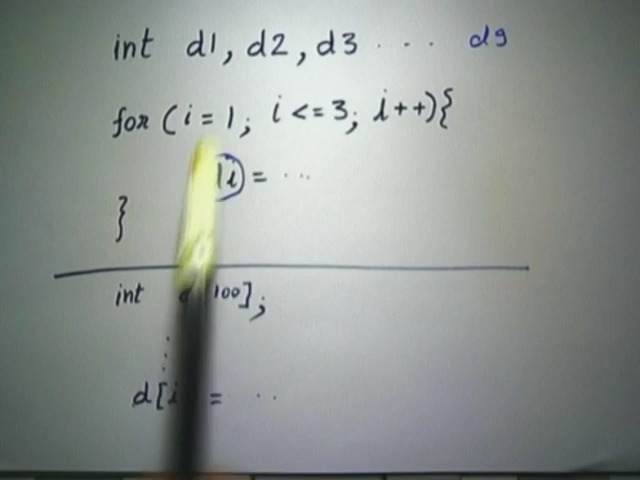 int d1, d2, d3 ... d9
for (i = 1; i <= 3; i++){
i = ...
}
int d 100];
:
d[i = ..